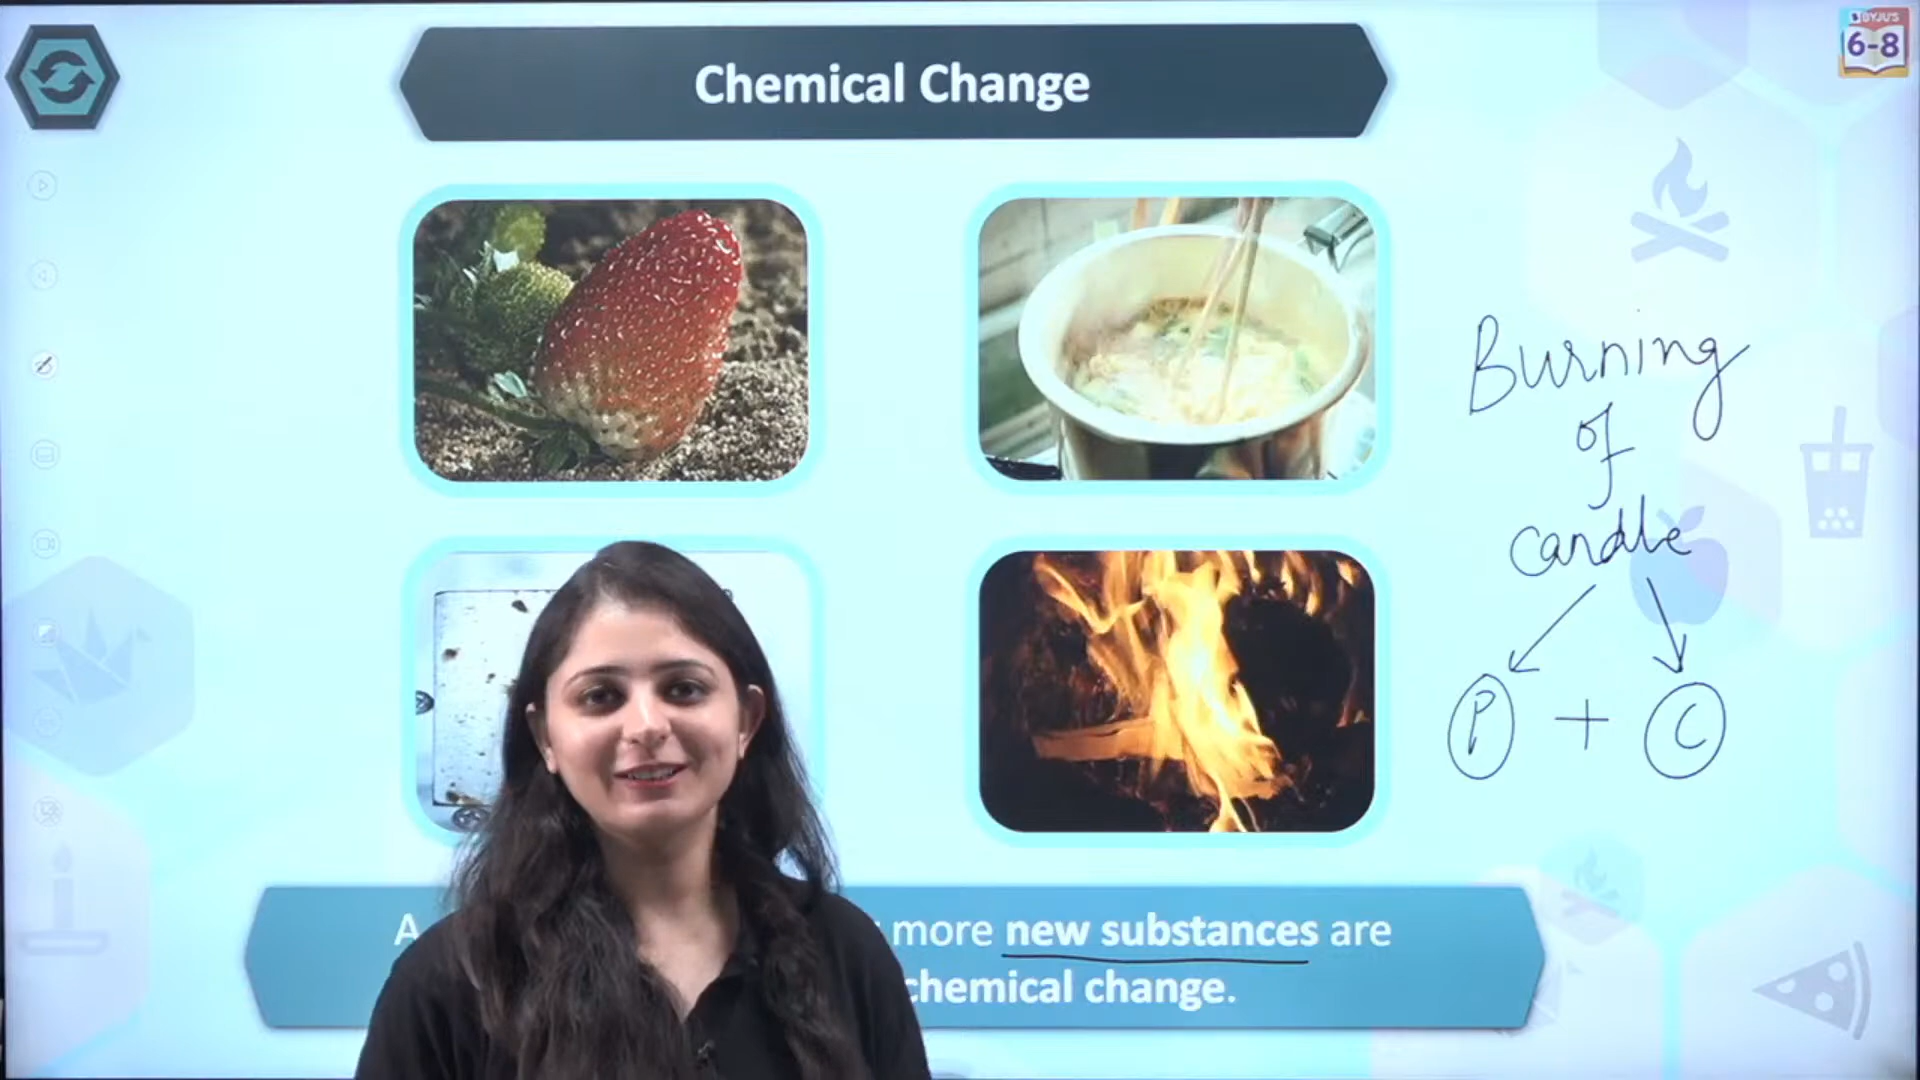 BYJU'S
6-8
Chemical Change
Burning
of
candle
P + C
A more new substances are
chemical change.